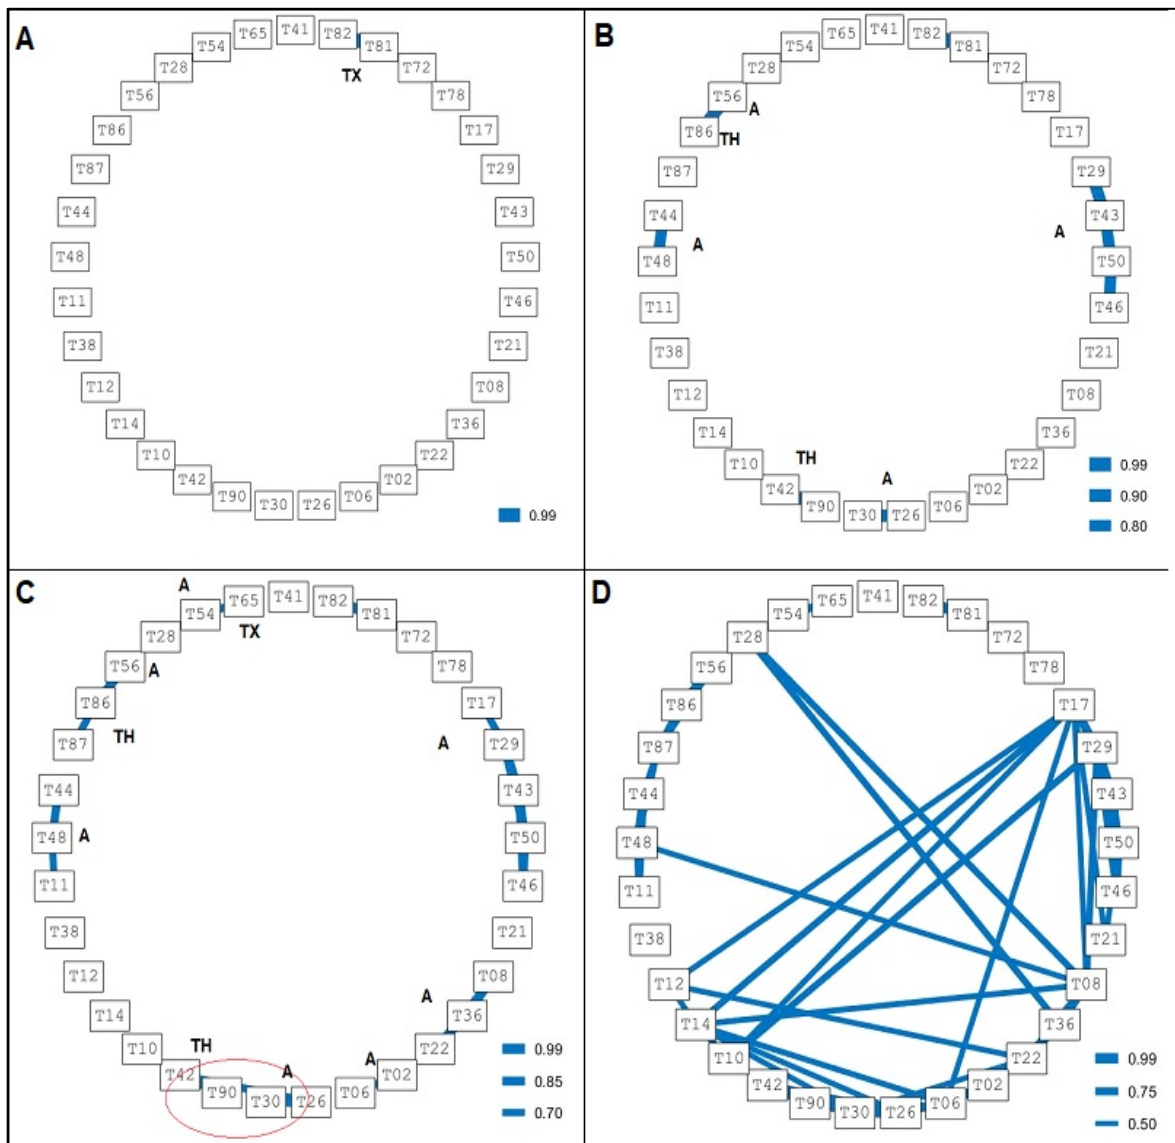 A
T41
T65
T82
T54
T81
TX
T28
T72
T56
T78
T86
T17
T87
T29
T44
T43
T48
T50
T11
T46
T38
T21
T12
T08
T14
T36
T10
T22
T42
T02
T90
T06
T30
T26
0.99
B
T41
T65
T82
T54
T81
T28
T72
T56
A
T78
T86
TH
T17
T87
T29
T44
T43
A
A
T48
T50
T11
T46
T38
T21
T12
T08
T14
T36
TH
T10
T22
0.99
A
T42
T02
0.90
T90
T06
T30
T26
0.80
C
A
T41
T65
T82
T54
T81
TX
T28
T72
T56
A
T78
T86
T17
TH
A
T87
T29
T44
T43
T48
A
T50
T11
T46
T38
T21
T12
T08
A
T14
T36
TH
T10
T22
0.99
A
T42
T02
A
0.85
T90
T06
T30
T26
0.70
D
T41
T65
T82
T54
T81
T28
T72
T56
T78
T86
T17
T87
T29
T44
T43
T48
T50
T11
T46
T38
T21
T12
T08
T14
T36
T10
T22
0.99
T42
T02
0.75
T90
T06
T30
T26
0.50